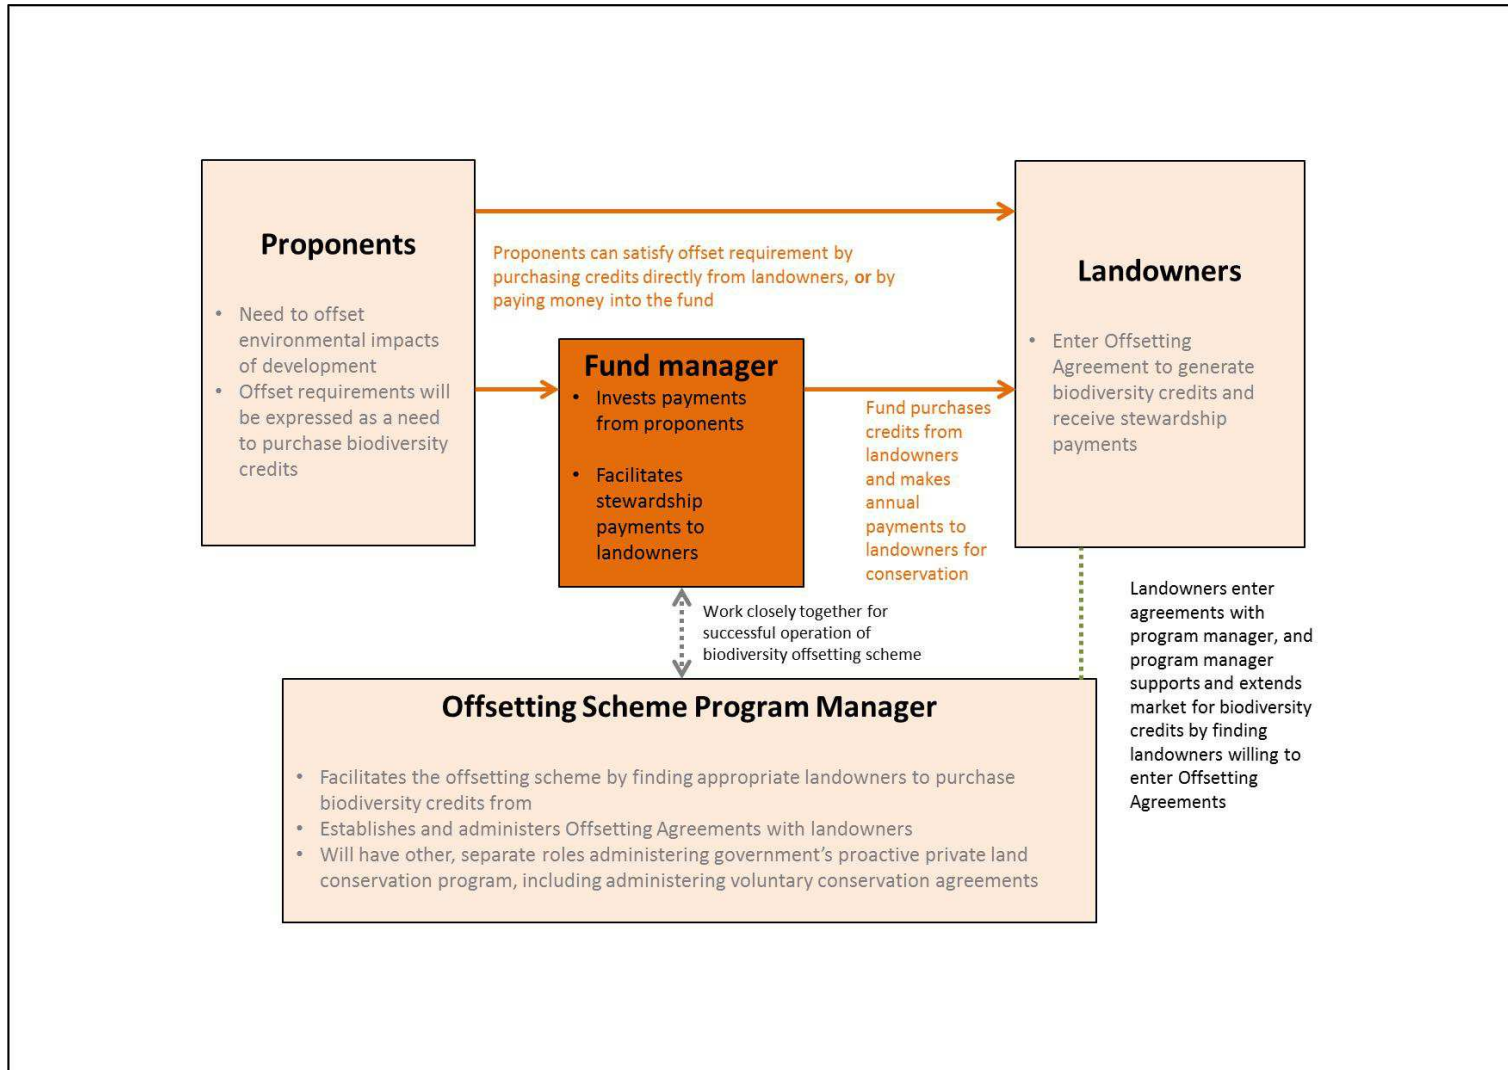 Proponents
• Need to offset
environmental impacts
of development
• Offset requirements will
be expressed as a need
to purchase biodiversity
credits
Proponents can satisfy offset requirement by
purchasing credits directly from landowners, or by
paying money into the fund
Fund manager
• Invests payments
from proponents
• Facilitates
stewardship
payments to
landowners
Fund purchases
credits from
landowners
and makes
annual
payments to
landowners for
conservation
Landowners
• Enter Offsetting
Agreement to generate
biodiversity credits and
receive stewardship
payments
Work closely together for
successful operation of
biodiversity offsetting scheme
Landowners enter
agreements with
program manager, and
program manager
supports and extends
market for biodiversity
credits by finding
landowners willing to
enter Offsetting
Agreements
Offsetting Scheme Program Manager
• Facilitates the offsetting scheme by finding appropriate landowners to purchase
biodiversity credits from
• Establishes and administers Offsetting Agreements with landowners
• Will have other, separate roles administering government’s proactive private land
conservation program, including administering voluntary conservation agreements